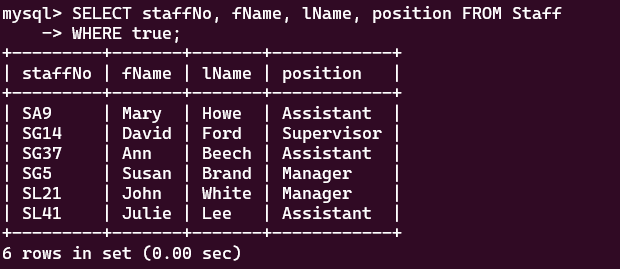 mysql> SELECT staffNo, fName, lName, position FROM Staff
    -> WHERE true;
+---------+-------+-------+------------+
| staffNo | fName | lName | position   |
+---------+-------+-------+------------+
| SA9     | Mary  | Howe  | Assistant  |
| SG14    | David | Ford  | Supervisor |
| SG37    | Ann   | Beech | Assistant  |
| SG5     | Susan | Brand | Manager    |
| SL21    | John  | White | Manager    |
| SL41    | Julie | Lee   | Assistant  |
+---------+-------+-------+------------+
6 rows in set (0.00 sec)